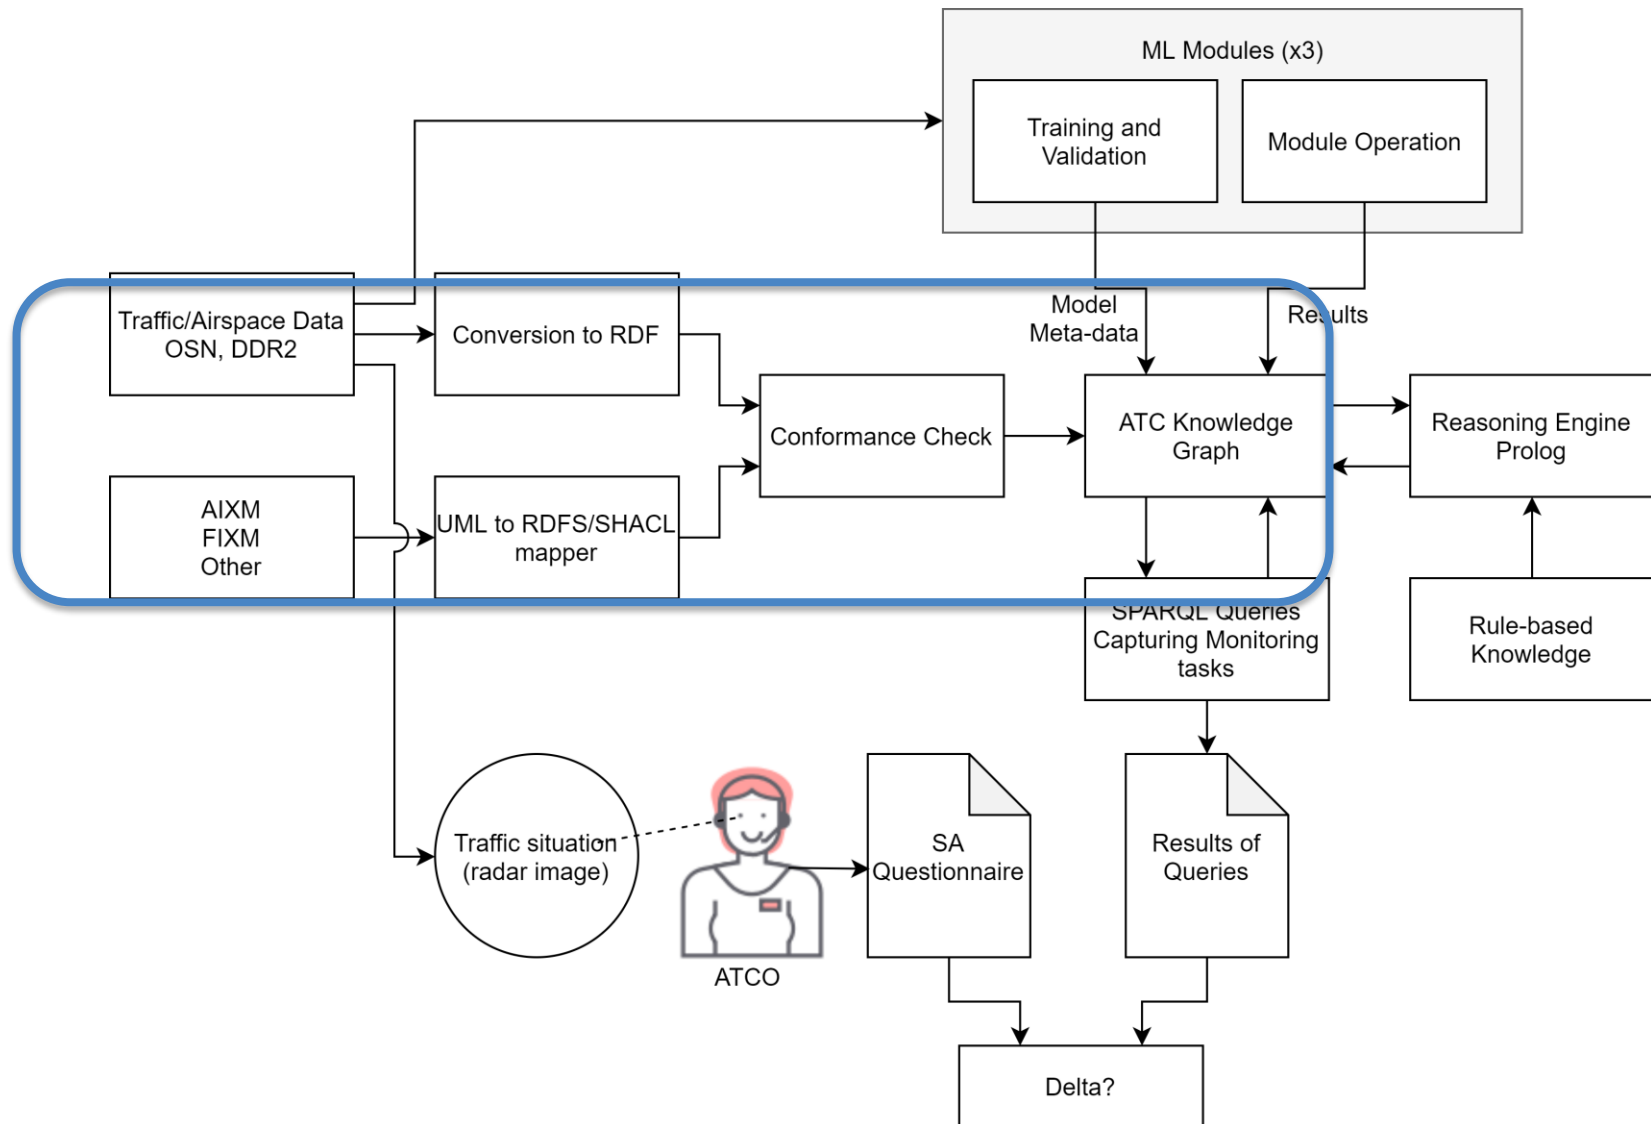 ML Modules (x3)
Training and
Validation
Module Operation
Traffic/Airspace Data
OSN, DDR2
Conversion to RDF
Model
Meta-data
Results
Conformance Check
ATC Knowledge
Graph
Reasoning Engine
Prolog
AIXM
FIXM
Other
UML to RDFS/SHACL
mapper
SPARQL Queries
Capturing Monitoring
tasks
Rule-based
Knowledge
Traffic situation
(radar image)
ATCO
SA
Questionnaire
Results of
Queries
Delta?